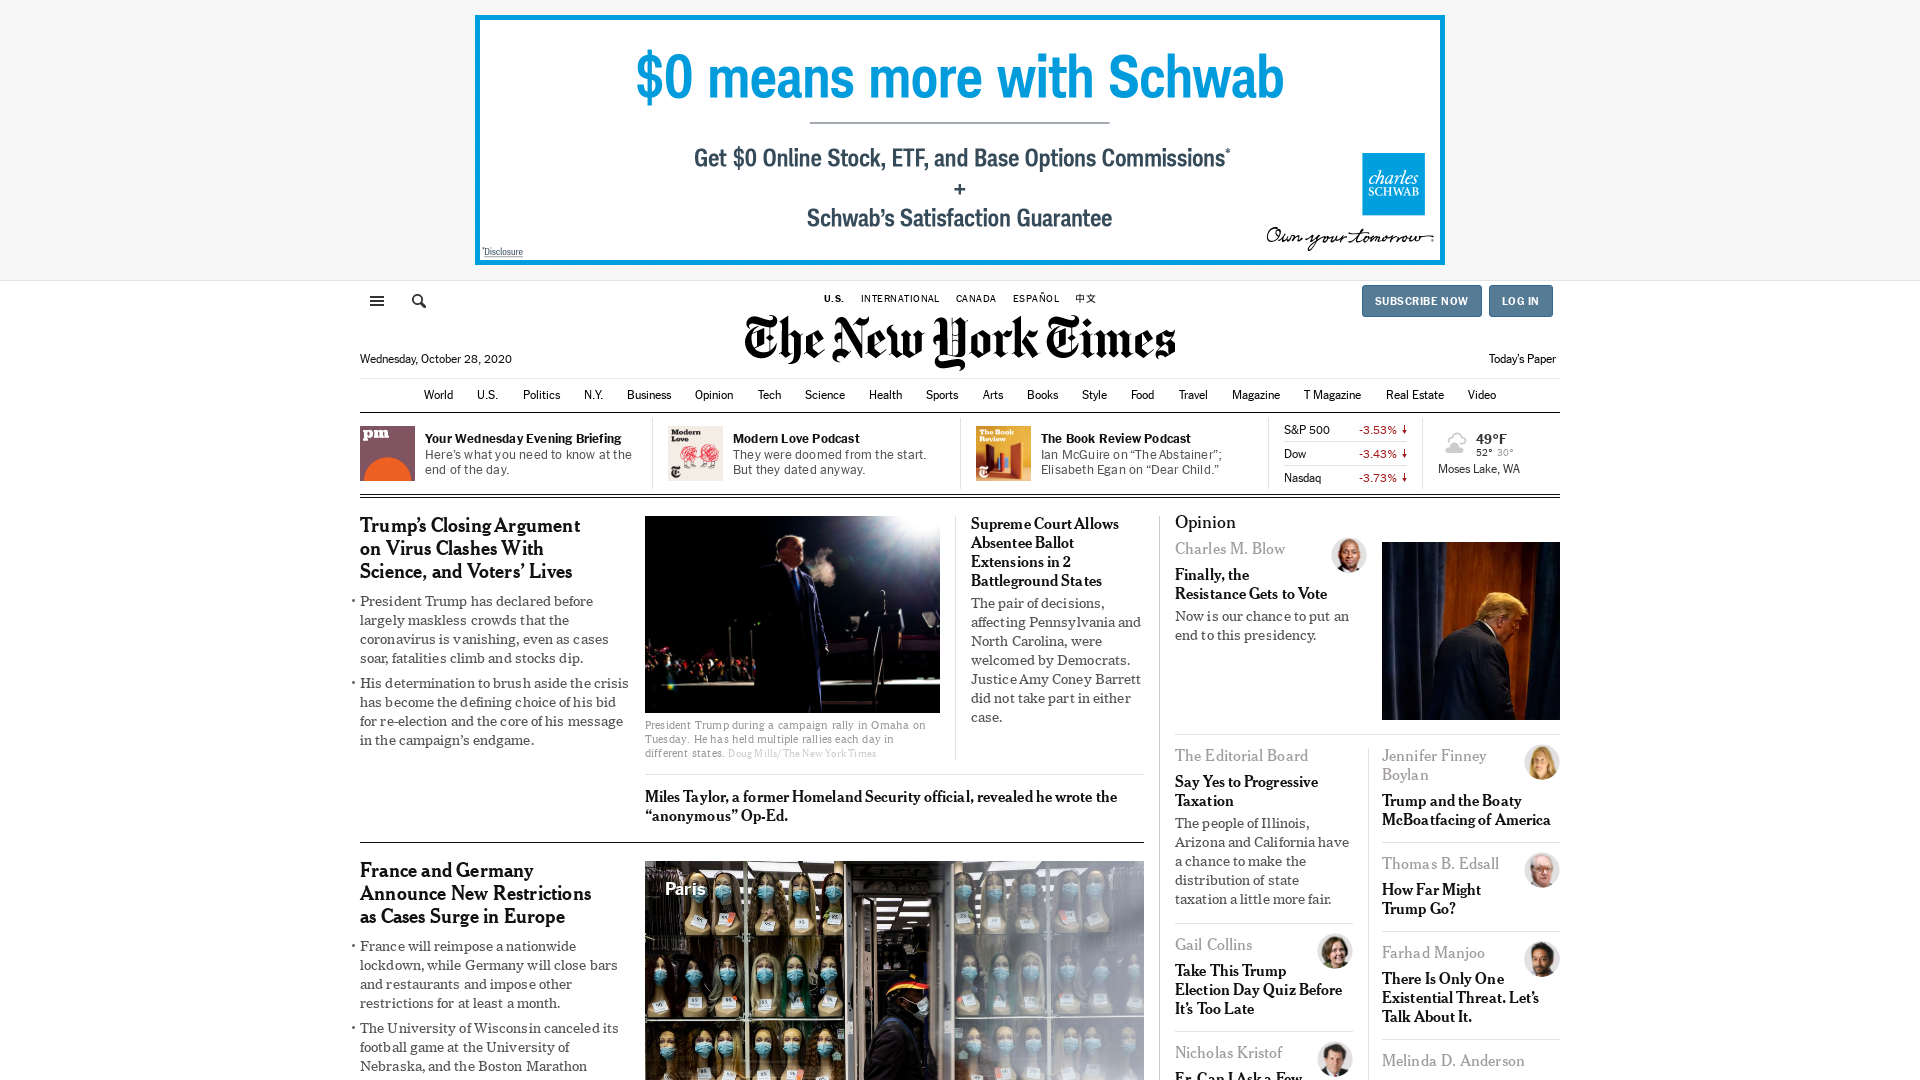 $0 means more with Schwab
Get $0 Online Stock, ETF, and Base Options Commissions*
+
Schwab's Satisfaction Guarantee
charles
SCHWAB
Own your tomorrow
*Disclosure
U.S.
INTERNATIONAL
CANADA
ESPAÑOL
中文
SUBSCRIBE NOW
LOG IN
The New York Times
Wednesday, October 28, 2020
Today's Paper
World
U.S.
Politics
N.Y.
Business
Opinion
Tech
Science
Health
Sports
Arts
Books
Style
Food
Travel
Magazine
T Magazine
Real Estate
Video
pm
Your Wednesday Evening Briefing
Here's what you need to know at the
end of the day.
Modern
Love
Modern Love Podcast
They were doomed from the start.
But they dated anyway.
The Book
Review
The Book Review Podcast
Ian McGuire on “The Abstainer”;
Elisabeth Egan on “Dear Child.”
S&P 500 -3.53%
Dow -3.43%
Nasdaq -3.73%
49°F
52° 30°
Moses Lake, WA
Trump’s Closing Argument
on Virus Clashes With
Science, and Voters’ Lives
• President Trump has declared before
largely maskless crowds that the
coronavirus is vanishing, even as cases
soar, fatalities climb and stocks dip.
• His determination to brush aside the crisis
has become the defining choice of his bid
for re-election and the core of his message
in the campaign’s endgame.
President Trump during a campaign rally in Omaha on
Tuesday. He has held multiple rallies each day in
different states. Doug Mills/The New York Times
Supreme Court Allows
Absentee Ballot
Extensions in 2
Battleground States
The pair of decisions,
affecting Pennsylvania and
North Carolina, were
welcomed by Democrats.
Justice Amy Coney Barrett
did not take part in either
case.
Miles Taylor, a former Homeland Security official, revealed he wrote the
“anonymous” Op-Ed.
France and Germany
Announce New Restrictions
as Cases Surge in Europe
• France will reimpose a nationwide
lockdown, while Germany will close bars
and restaurants and impose other
restrictions for at least a month.
• The University of Wisconsin canceled its
football game at the University of
Nebraska, and the Boston Marathon
Paris
Opinion
Charles M. Blow
Finally, the
Resistance Gets to Vote
Now is our chance to put an
end to this presidency.
The Editorial Board
Say Yes to Progressive
Taxation
The people of Illinois,
Arizona and California have
a chance to make the
distribution of state
taxation a little more fair.
Gail Collins
Take This Trump
Election Day Quiz Before
It’s Too Late
Nicholas Kristof
Er, Can I Ask a Few
Jennifer Finney
Boylan
Trump and the Boaty
McBoatfacing of America
Thomas B. Edsall
How Far Might
Trump Go?
Farhad Manjoo
There Is Only One
Existential Threat. Let’s
Talk About It.
Melinda D. Anderson